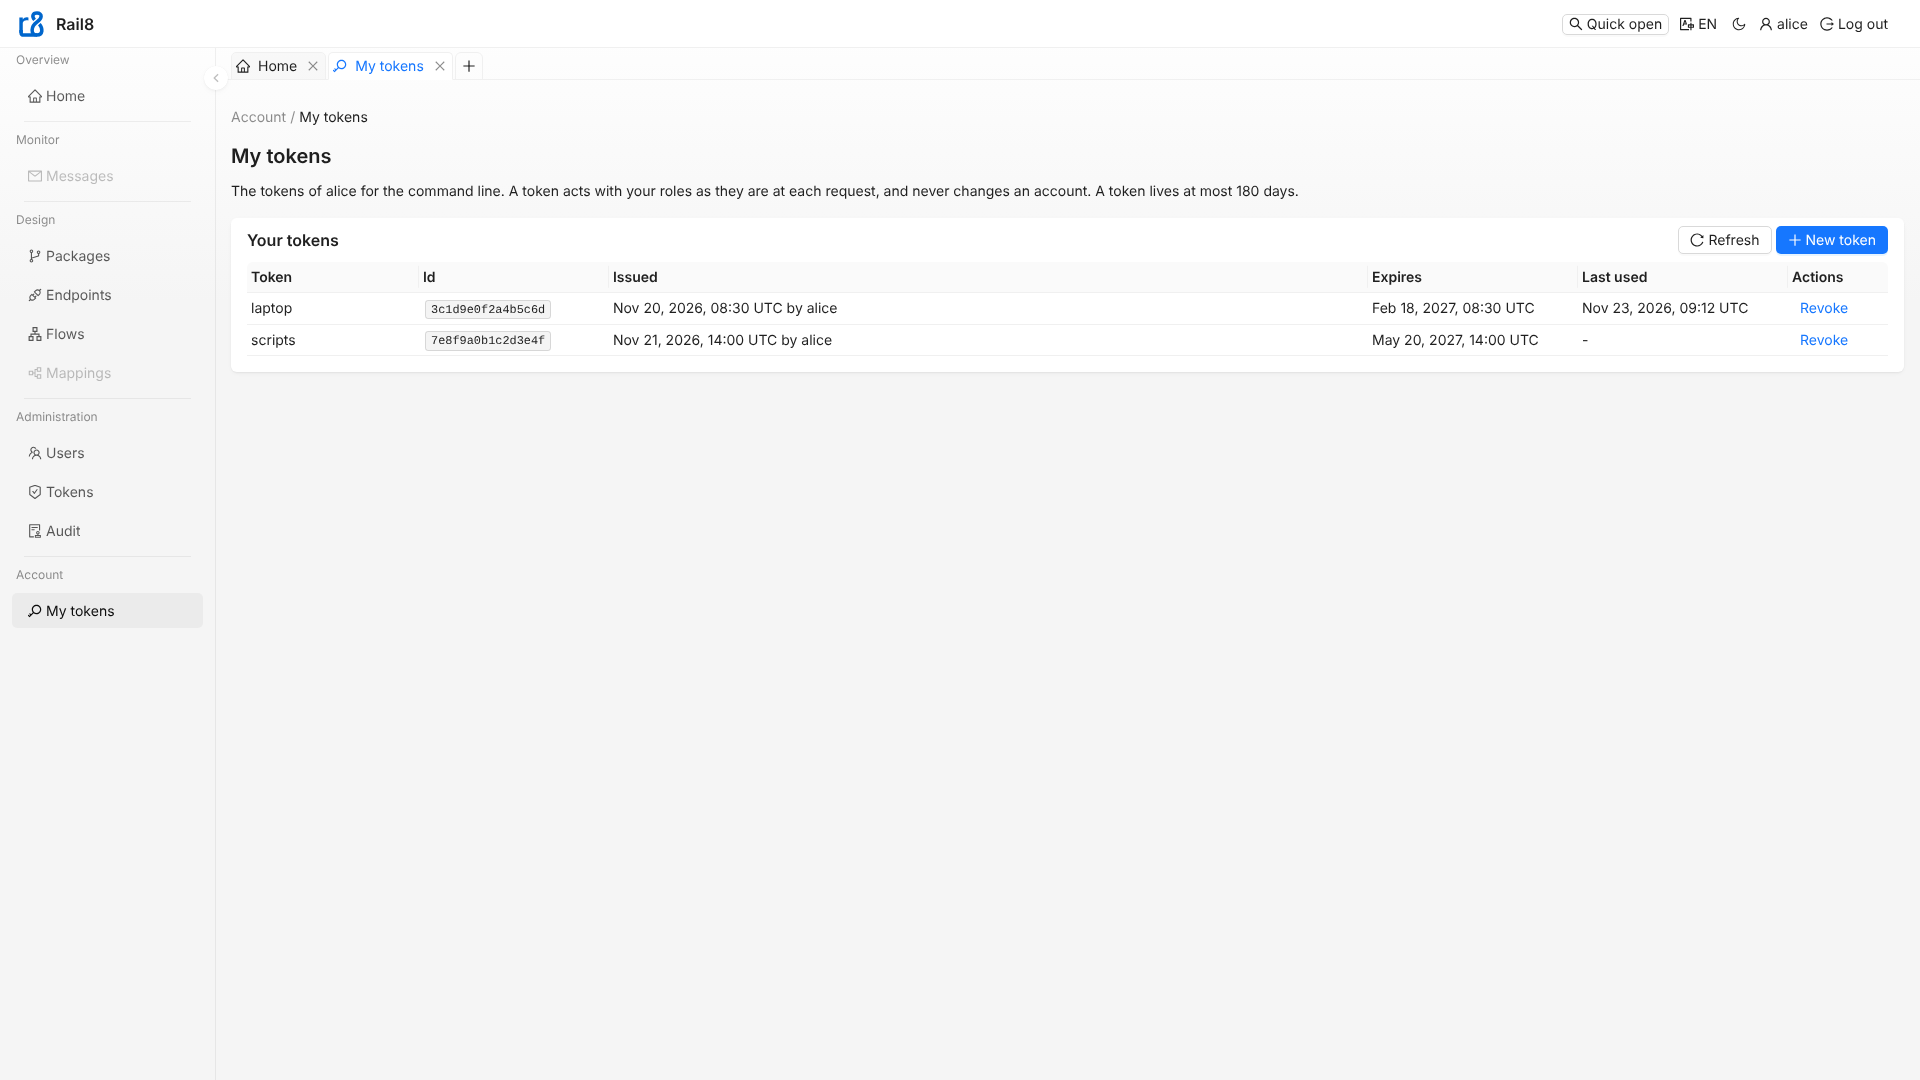 Rail8
Quick open EN alice Log out
Overview
Home
Monitor
Messages
Design
Packages
Endpoints
Flows
Mappings
Administration
Users
Tokens
Audit
Account
My tokens
Home My tokens
Account / My tokens
My tokens
The tokens of alice for the command line. A token acts with your roles as they are at each request, and never changes an account. A token lives at most 180 days.
Your tokens Refresh New token
Token Id Issued Expires Last used Actions
laptop 3c1d9e0f2a4b5c6d Nov 20, 2026, 08:30 UTC by alice Feb 18, 2027, 08:30 UTC Nov 23, 2026, 09:12 UTC Revoke
scripts 7e8f9a0b1c2d3e4f Nov 21, 2026, 14:00 UTC by alice May 20, 2027, 14:00 UTC - Revoke